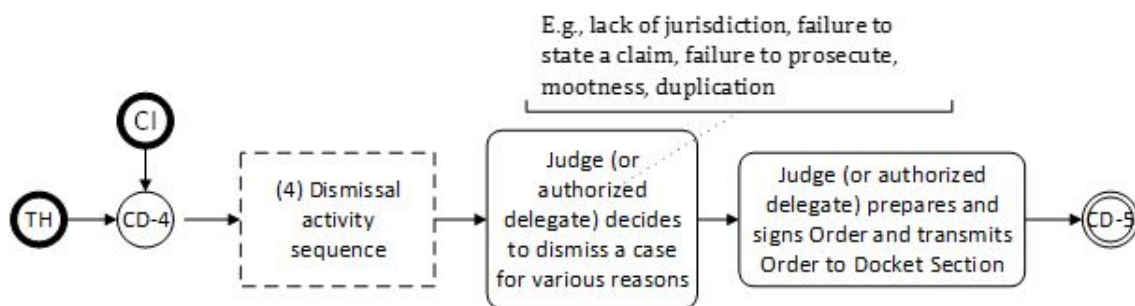 E.g., lack of jurisdiction, failure to
state a claim, failure to prosecute,
mootness, duplication
CI
TH
CD-4
(4) Dismissal
activity
sequence
Judge (or
authorized
delegate) decides
to dismiss a case
for various reasons
Judge (or authorized
delegate) prepares and
signs Order and transmits
Order to Docket Section
CD-5